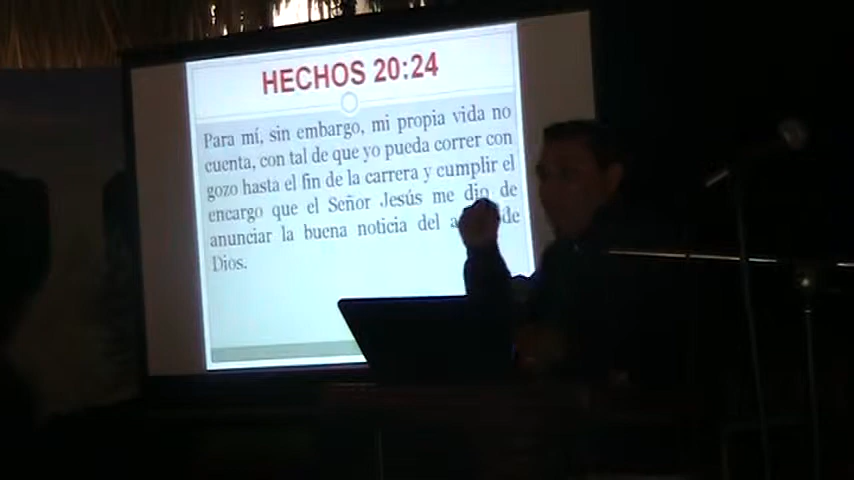 HECHOS 20:24
Para mí, sin embargo, mi propia vida no
cuenta, con tal de que yo pueda correr con
gozo hasta el fin de la carrera y cumplir el
encargo que el Señor Jesús me dio de
anunciar la buena noticia del de
Dios.